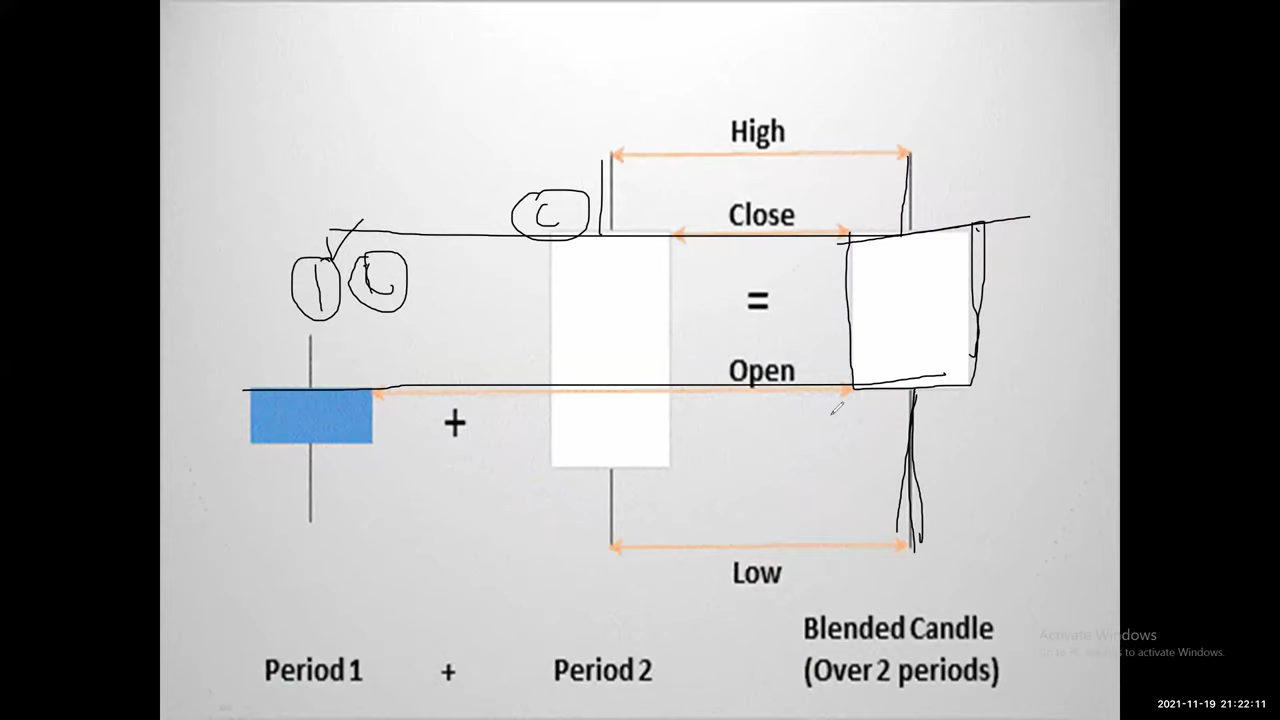 High
C
Close
=
Open
+
Low
Blended Candle
(Over 2 periods)
Period 1
+
Period 2
Activate Windows
2021-11-19 21:22:11